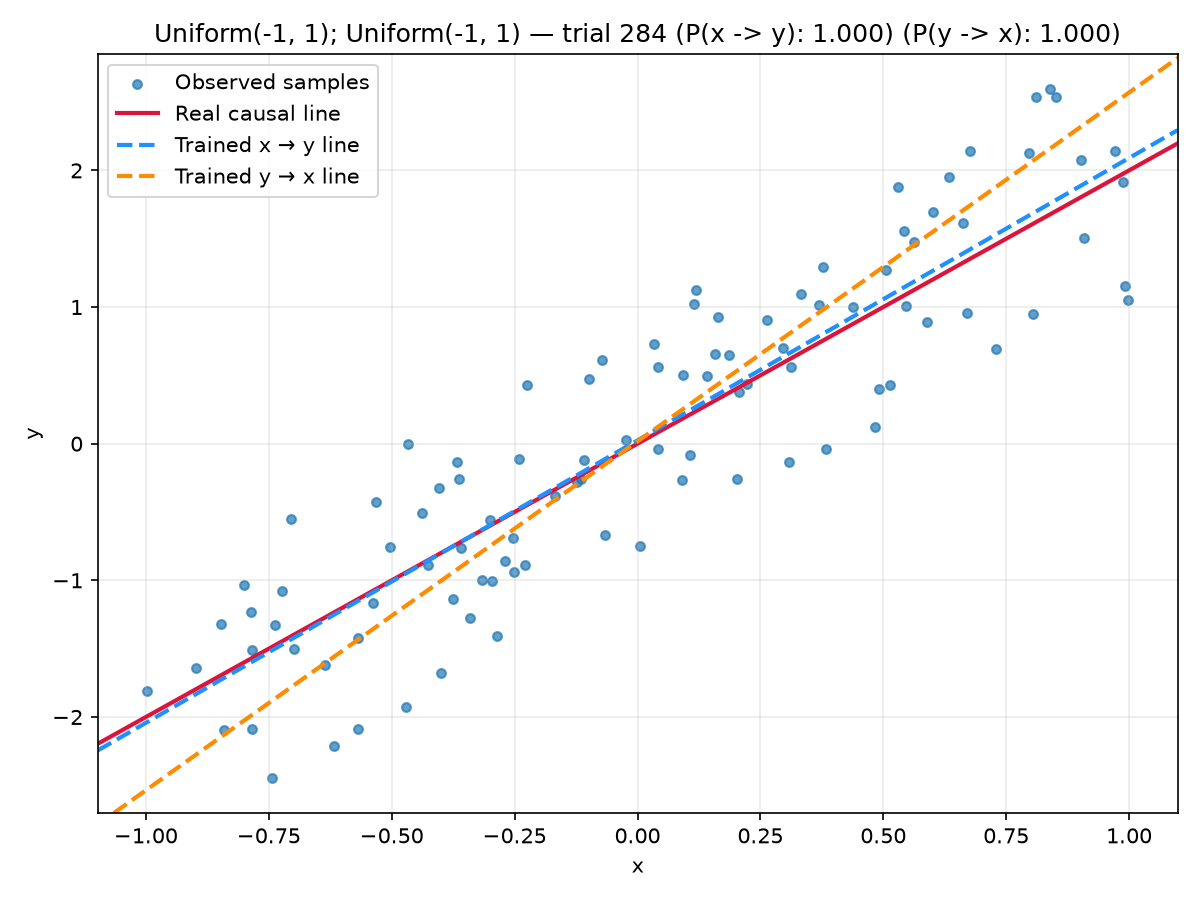 Uniform(-1, 1); Uniform(-1, 1) — trial 284 (P(x -> y): 1.000) (P(y -> x): 1.000)
Observed samples
Real causal line
Trained x → y line
Trained y → x line
2
1
0
−1
−2
y
−1.00
−0.75
−0.50
−0.25
0.00
0.25
0.50
0.75
1.00
x